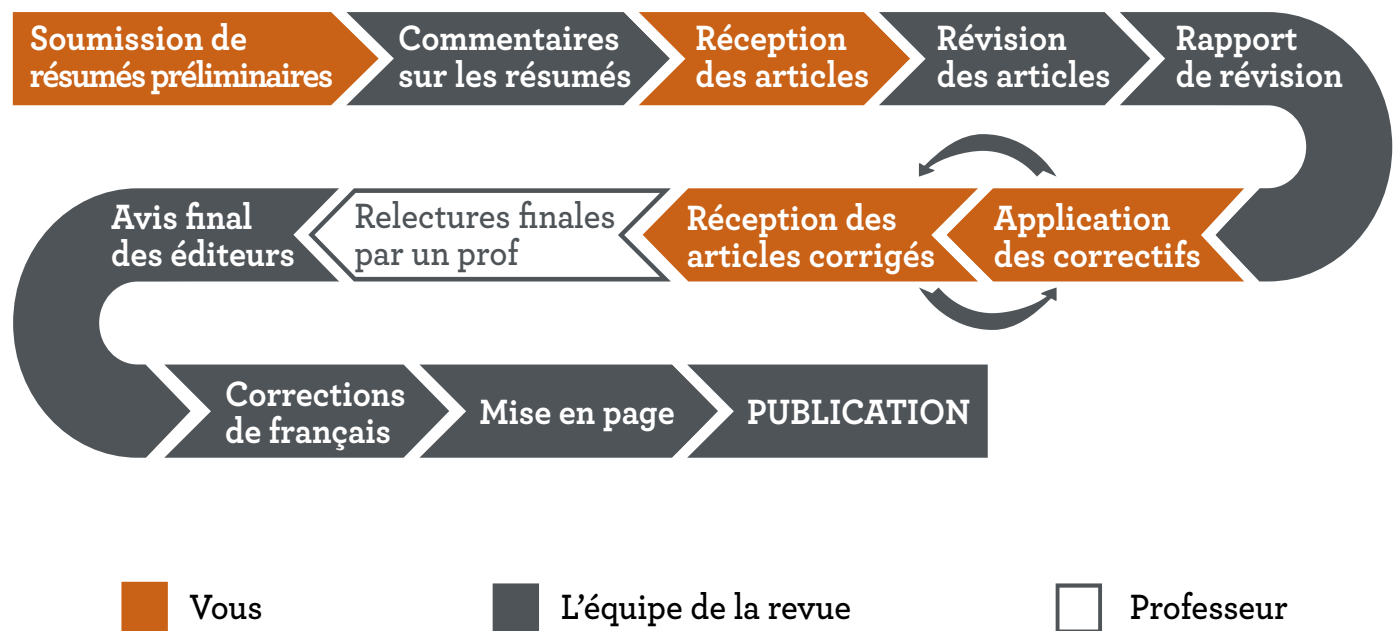 Soumission de
résumés préliminaires
Commentaires
sur les résumés
Réception
des articles
Révision
des articles
Rapport
de révision
Application
des correctifs
Réception des
articles corrigés
Relectures finales
par un prof
Avis final
des éditeurs
Corrections
de français
Mise en page
PUBLICATION
Vous
L’équipe de la revue
Professeur